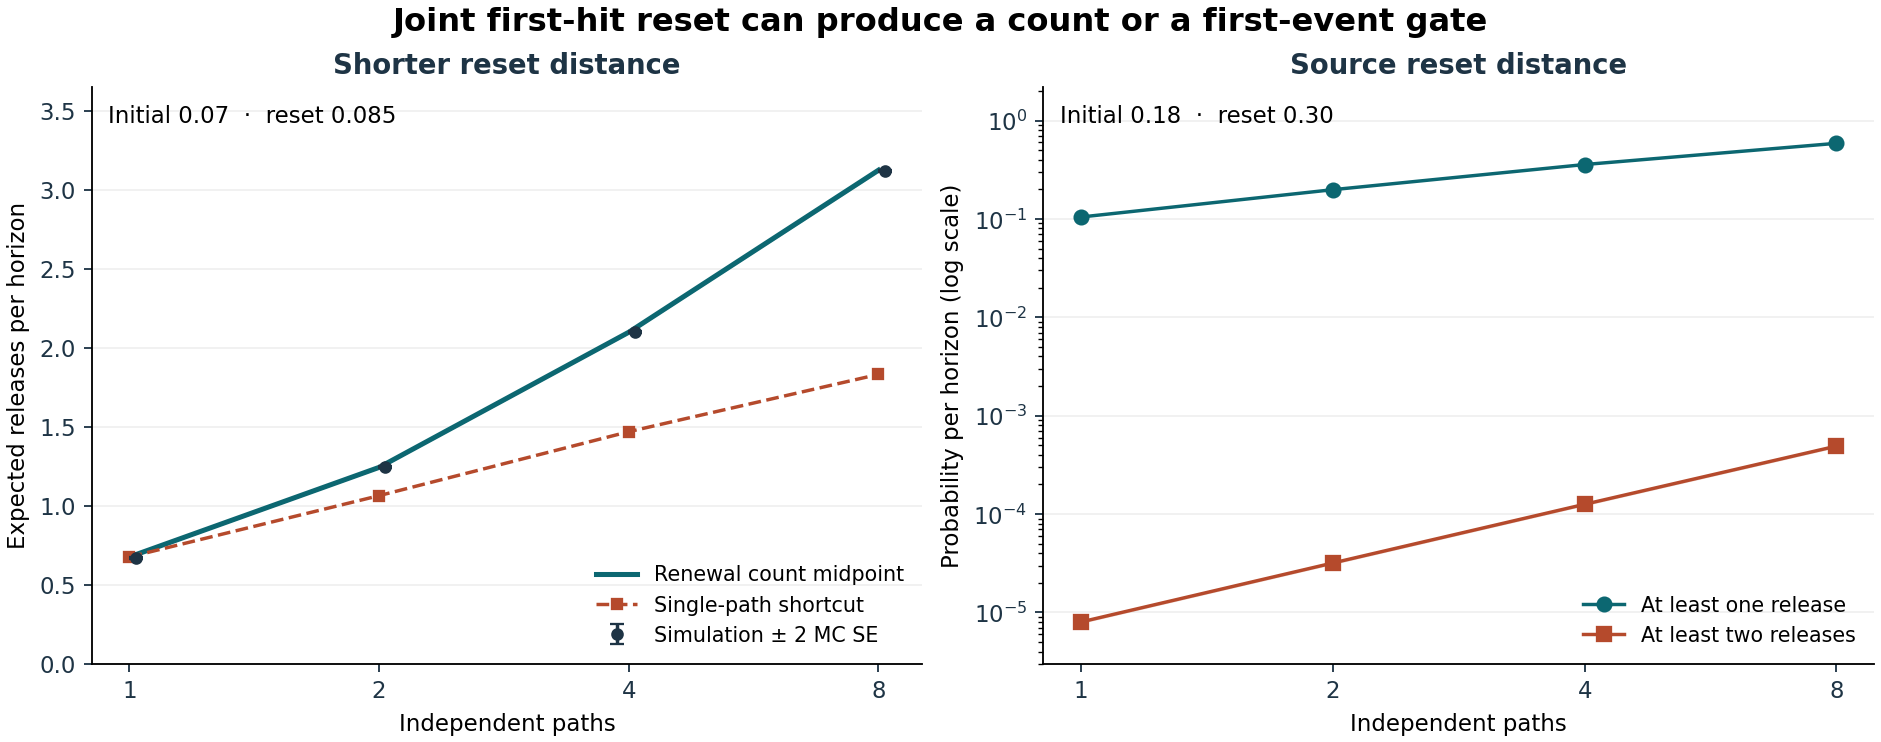 Joint first-hit reset can produce a count or a first-event gate
Shorter reset distance
Initial 0.07 · reset 0.085
Expected releases per horizon
3.5
3.0
2.5
2.0
1.5
1.0
0.5
0.0
1 2 4 8
Independent paths
Renewal count midpoint
Single-path shortcut
Simulation ± 2 MC SE
Source reset distance
Initial 0.18 · reset 0.30
Probability per horizon (log scale)
10⁰
10⁻¹
10⁻²
10⁻³
10⁻⁴
10⁻⁵
1 2 4 8
Independent paths
At least one release
At least two releases